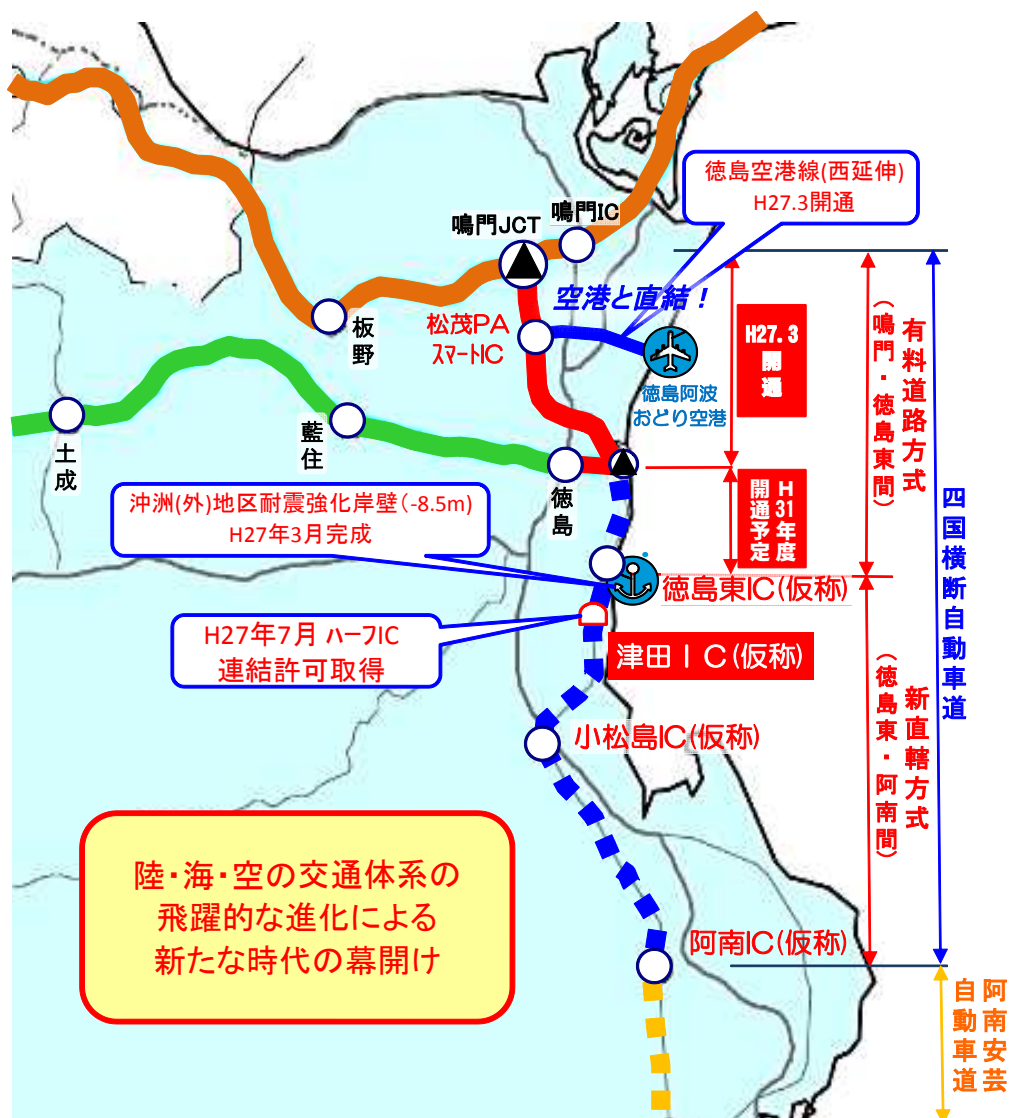 徳島空港線(西延伸)
H27.3開通
鳴門IC
鳴門JCT
空港と直結！
松茂PA
スマートIC
板野
徳島阿波
おどり空港
H27.3
開通
有料道路方式
（鳴門・徳島東間）
藍住
土成
徳島
沖洲(外)地区耐震強化岸壁(-8.5m)
H27年3月完成
H31年度
開通予定
四国横断自動車道
徳島東IC(仮称)
H27年7月 ハーフIC
連結許可取得
津田ＩＣ(仮称)
新直轄方式
（徳島東・阿南間）
小松島IC(仮称)
陸・海・空の交通体系の
飛躍的な進化による
新たな時代の幕開け
阿南IC(仮称)
阿南安芸
自動車道